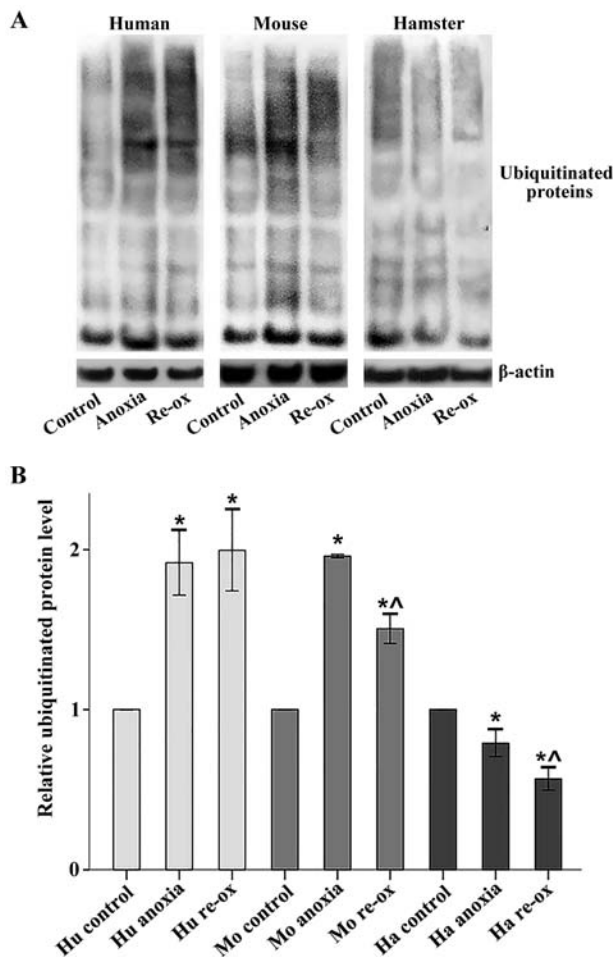 A
Human Mouse Hamster
Ubiquitinated
proteins
β-actin
Control Anoxia Re-ox Control Anoxia Re-ox Control Anoxia Re-ox
B
Relative ubiquitinated protein level
* * * *^ * *^
2
1
0
Hu control Hu anoxia Hu re-ox Mo control Mo anoxia Mo re-ox Ha control Ha anoxia Ha re-ox